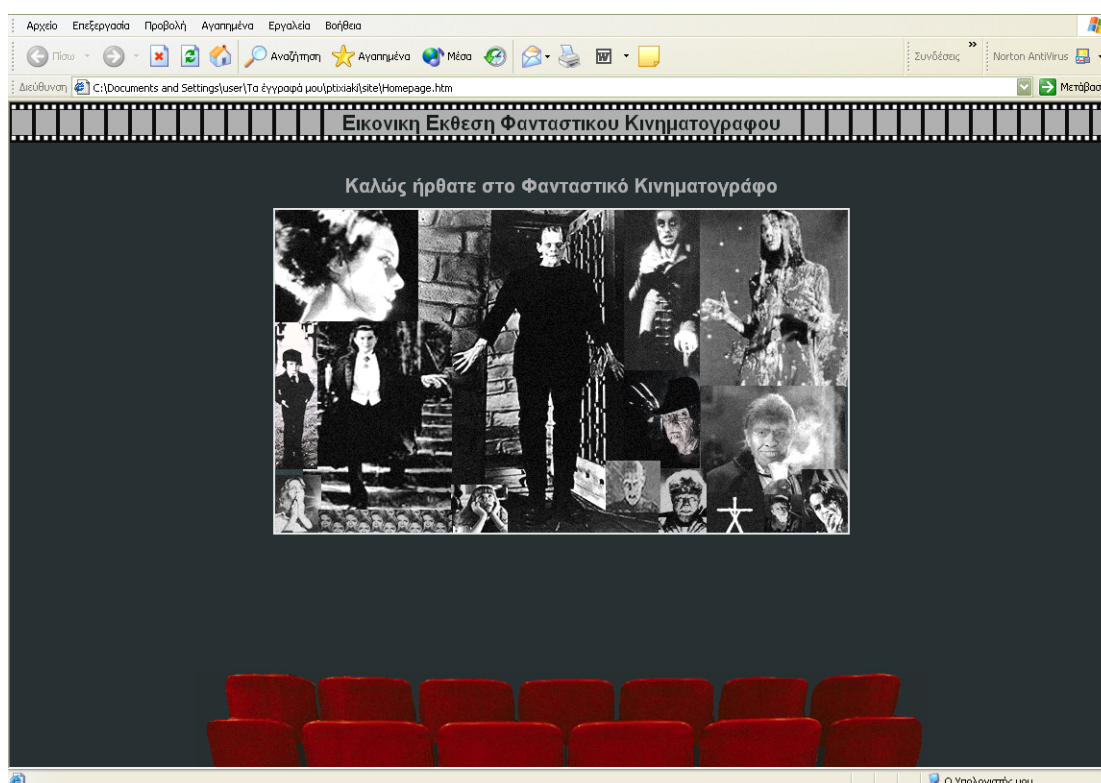 Αρχείο Επεξεργασία Προβολή Αγαπημένα Εργαλεία Βοήθεια
Πίσω Αναζήτηση Αγαπημένα Μέσα Συνδέσεις Norton AntiVirus
Διεύθυνση C:\Documents and Settings\user\Τα έγγραφά μου\ptixiaki\site\Homepage.htm Μετάβασ
Εικονικη Εκθεση Φανταστικου Κινηματογραφου
Καλώς ήρθατε στο Φανταστικό Κινηματογράφο
Ο Υπολογιστής μου